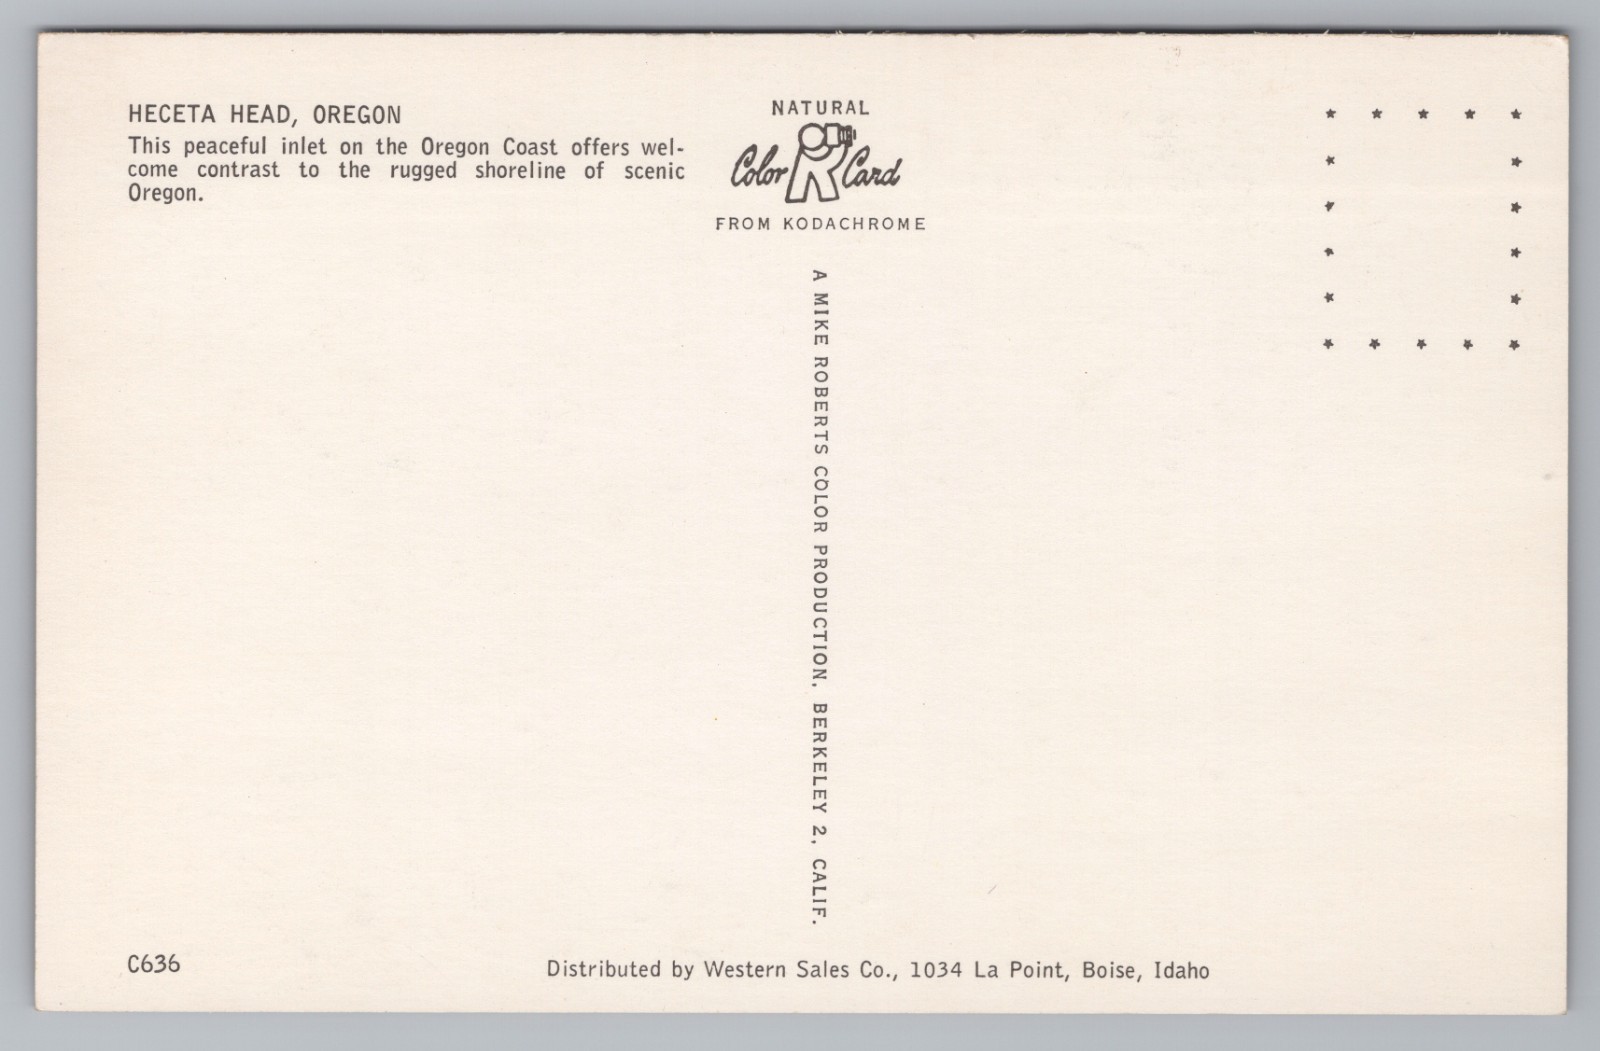 HECETA HEAD, OREGON
This peaceful inlet on the Oregon Coast offers wel-
come contrast to the rugged shoreline of scenic
Oregon.
NATURAL
Color Card
FROM KODACHROME
A MIKE ROBERTS COLOR PRODUCTION, BERKELEY 2, CALIF.
C636
Distributed by Western Sales Co., 1034 La Point, Boise, Idaho